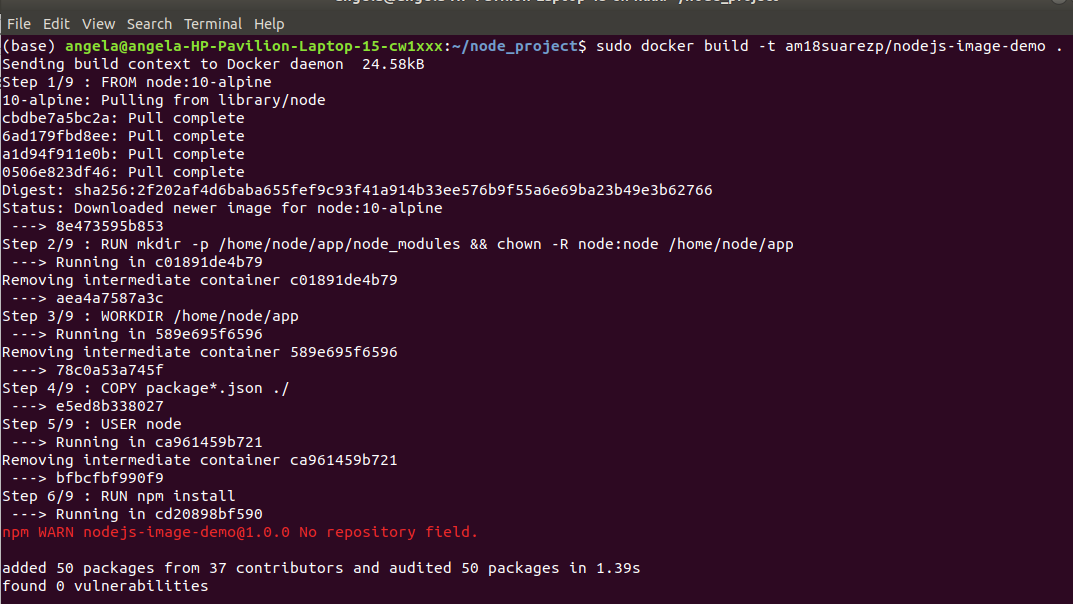 File Edit View Search Terminal Help
(base) angela@angela-HP-Pavilion-Laptop-15-cw1xxx:~/node_project$ sudo docker build -t am18suarezp/nodejs-image-demo .
Sending build context to Docker daemon  24.58kB
Step 1/9 : FROM node:10-alpine
10-alpine: Pulling from library/node
cbdbe7a5bc2a: Pull complete
6ad179fbd8ee: Pull complete
a1d94f911e0b: Pull complete
0506e823df46: Pull complete
Digest: sha256:2f202af4d6baba655fef9c93f41a914b33ee576b9f55a6e69ba23b49e3b62766
Status: Downloaded newer image for node:10-alpine
 ---> 8e473595b853
Step 2/9 : RUN mkdir -p /home/node/app/node_modules && chown -R node:node /home/node/app
 ---> Running in c01891de4b79
Removing intermediate container c01891de4b79
 ---> aea4a7587a3c
Step 3/9 : WORKDIR /home/node/app
 ---> Running in 589e695f6596
Removing intermediate container 589e695f6596
 ---> 78c0a53a745f
Step 4/9 : COPY package*.json ./
 ---> e5ed8b338027
Step 5/9 : USER node
 ---> Running in ca961459b721
Removing intermediate container ca961459b721
 ---> bfbcfbf990f9
Step 6/9 : RUN npm install
 ---> Running in cd20898bf590
npm WARN nodejs-image-demo@1.0.0 No repository field.
added 50 packages from 37 contributors and audited 50 packages in 1.39s
found 0 vulnerabilities